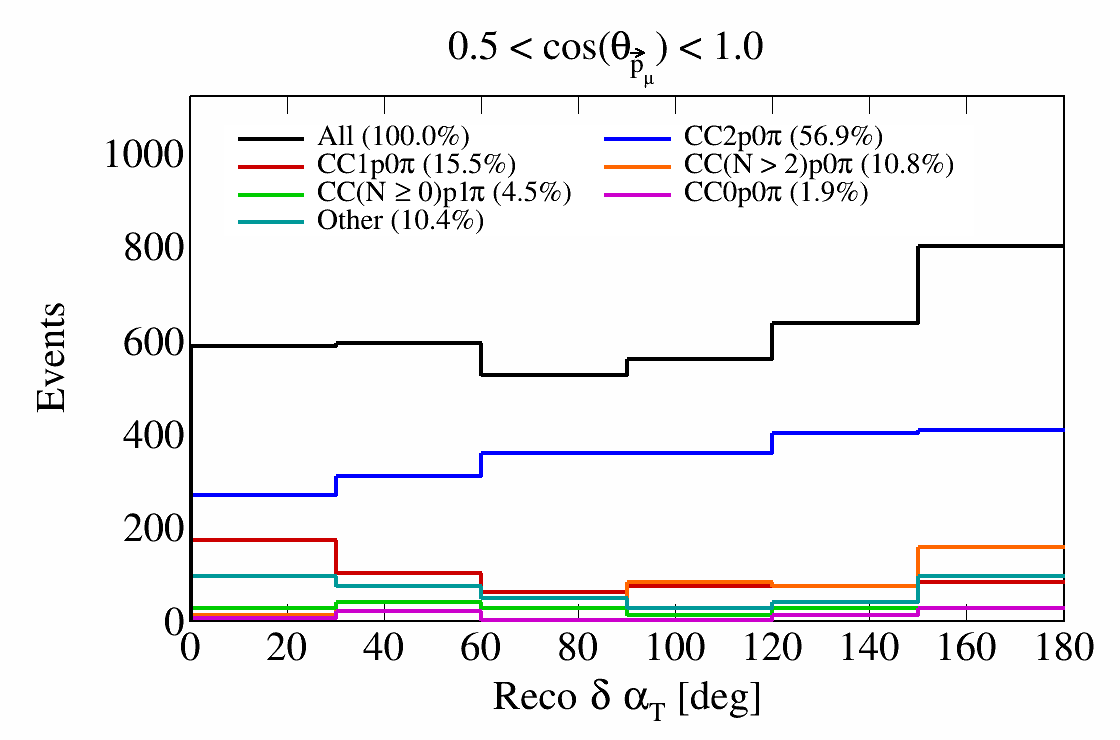 0.5 < cos(θ_{\vec{p}_μ}) < 1.0
All (100.0%)
CC2p0π (56.9%)
CC1p0π (15.5%)
CC(N > 2)p0π (10.8%)
CC(N ≥ 0)p1π (4.5%)
CC0p0π (1.9%)
Other (10.4%)
1000
800
600
400
200
0
Events
0 20 40 60 80 100 120 140 160 180
Reco δ α_T [deg]